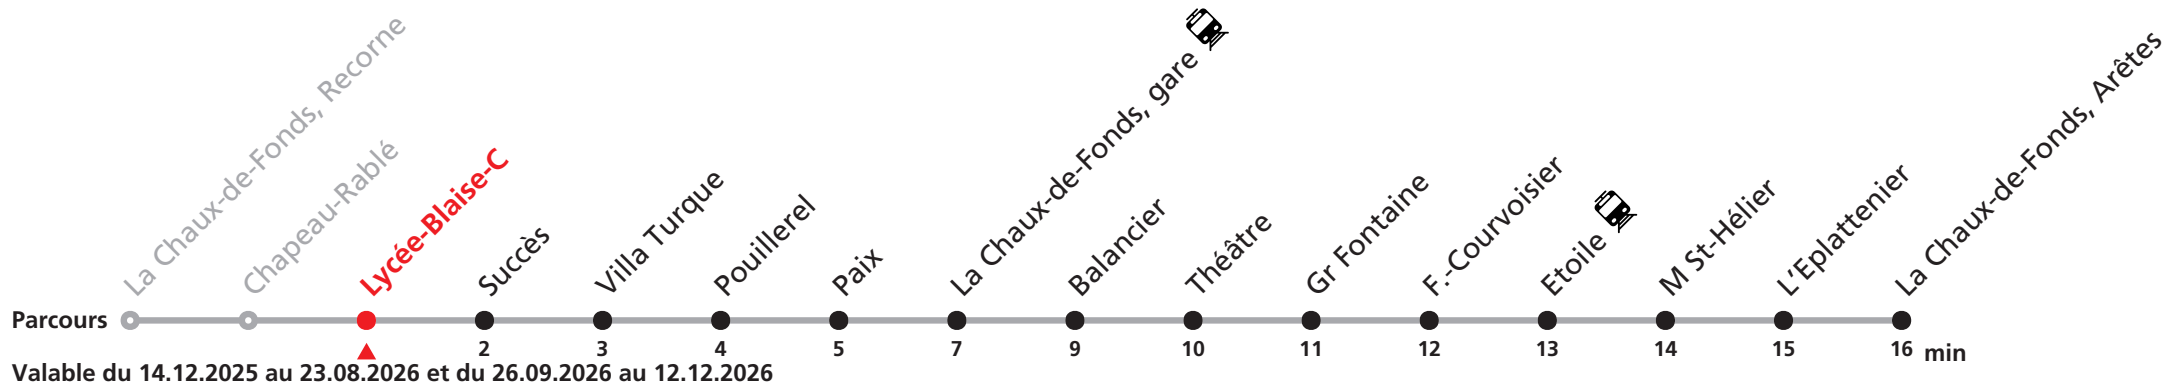 La Chaux-de-Fonds, Recorne
Chapeau-Rablé
Lycée-Blaise-C
Succès
Villa Turque
Pouillerel
Paix
La Chaux-de-Fonds, gare
Balancier
Théâtre
Gr Fontaine
F.-Courvoisier
Etoile
M St-Hélier
L'Eplattenier
La Chaux-de-Fonds, Arêtes
Parcours
2 3 4 5 7 9 10 11 12 13 14 15 16 min
Valable du 14.12.2025 au 23.08.2026 et du 26.09.2026 au 12.12.2026